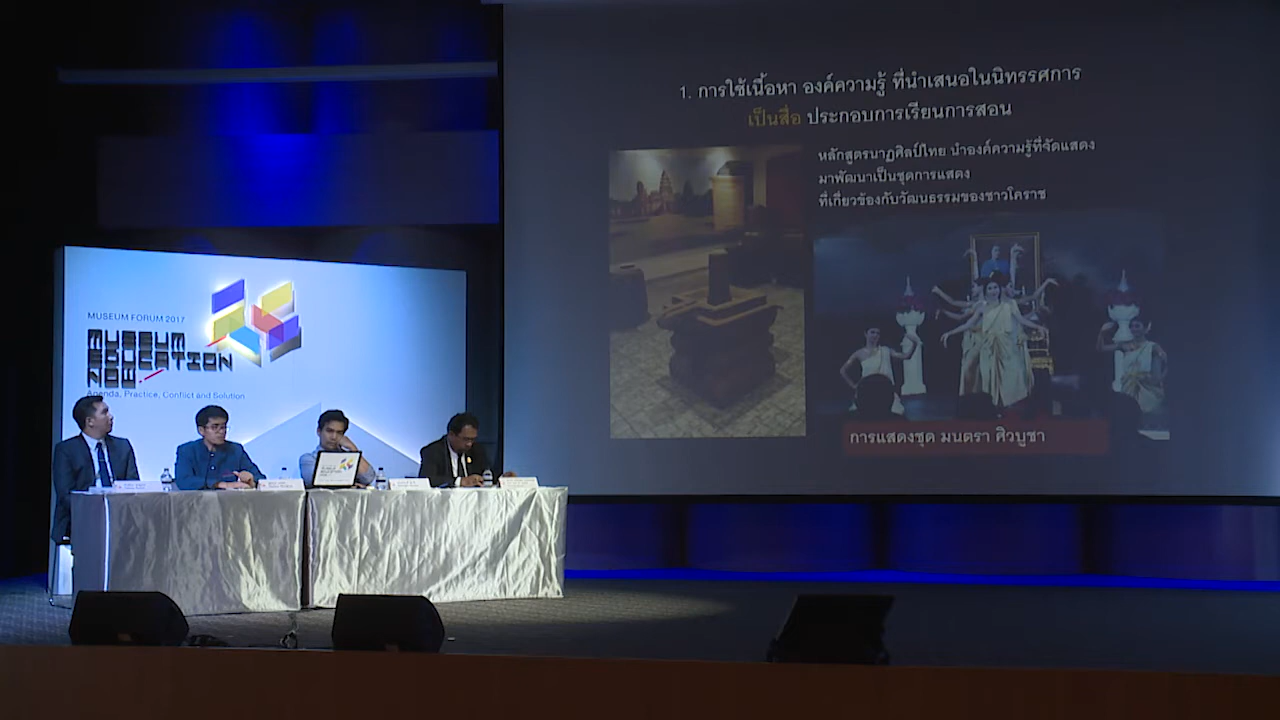 1. การใช้เนื้อหา องค์ความรู้ ที่นำเสนอในนิทรรศการ
เป็นสื่อ ประกอบการเรียนการสอน
หลักสูตรนาฏศิลป์ไทย นำองค์ความรู้ที่จัดแสดง
มาพัฒนาเป็นชุดการแสดง
ที่เกี่ยวข้องกับวัฒนธรรมของชาวโคราช
การแสดงชุด มนตรา ศิวบูชา
MUSEUM FORUM 2017
MUSEUM
EDUCATION
NOW
Agenda, Practice, Conflict and Solution